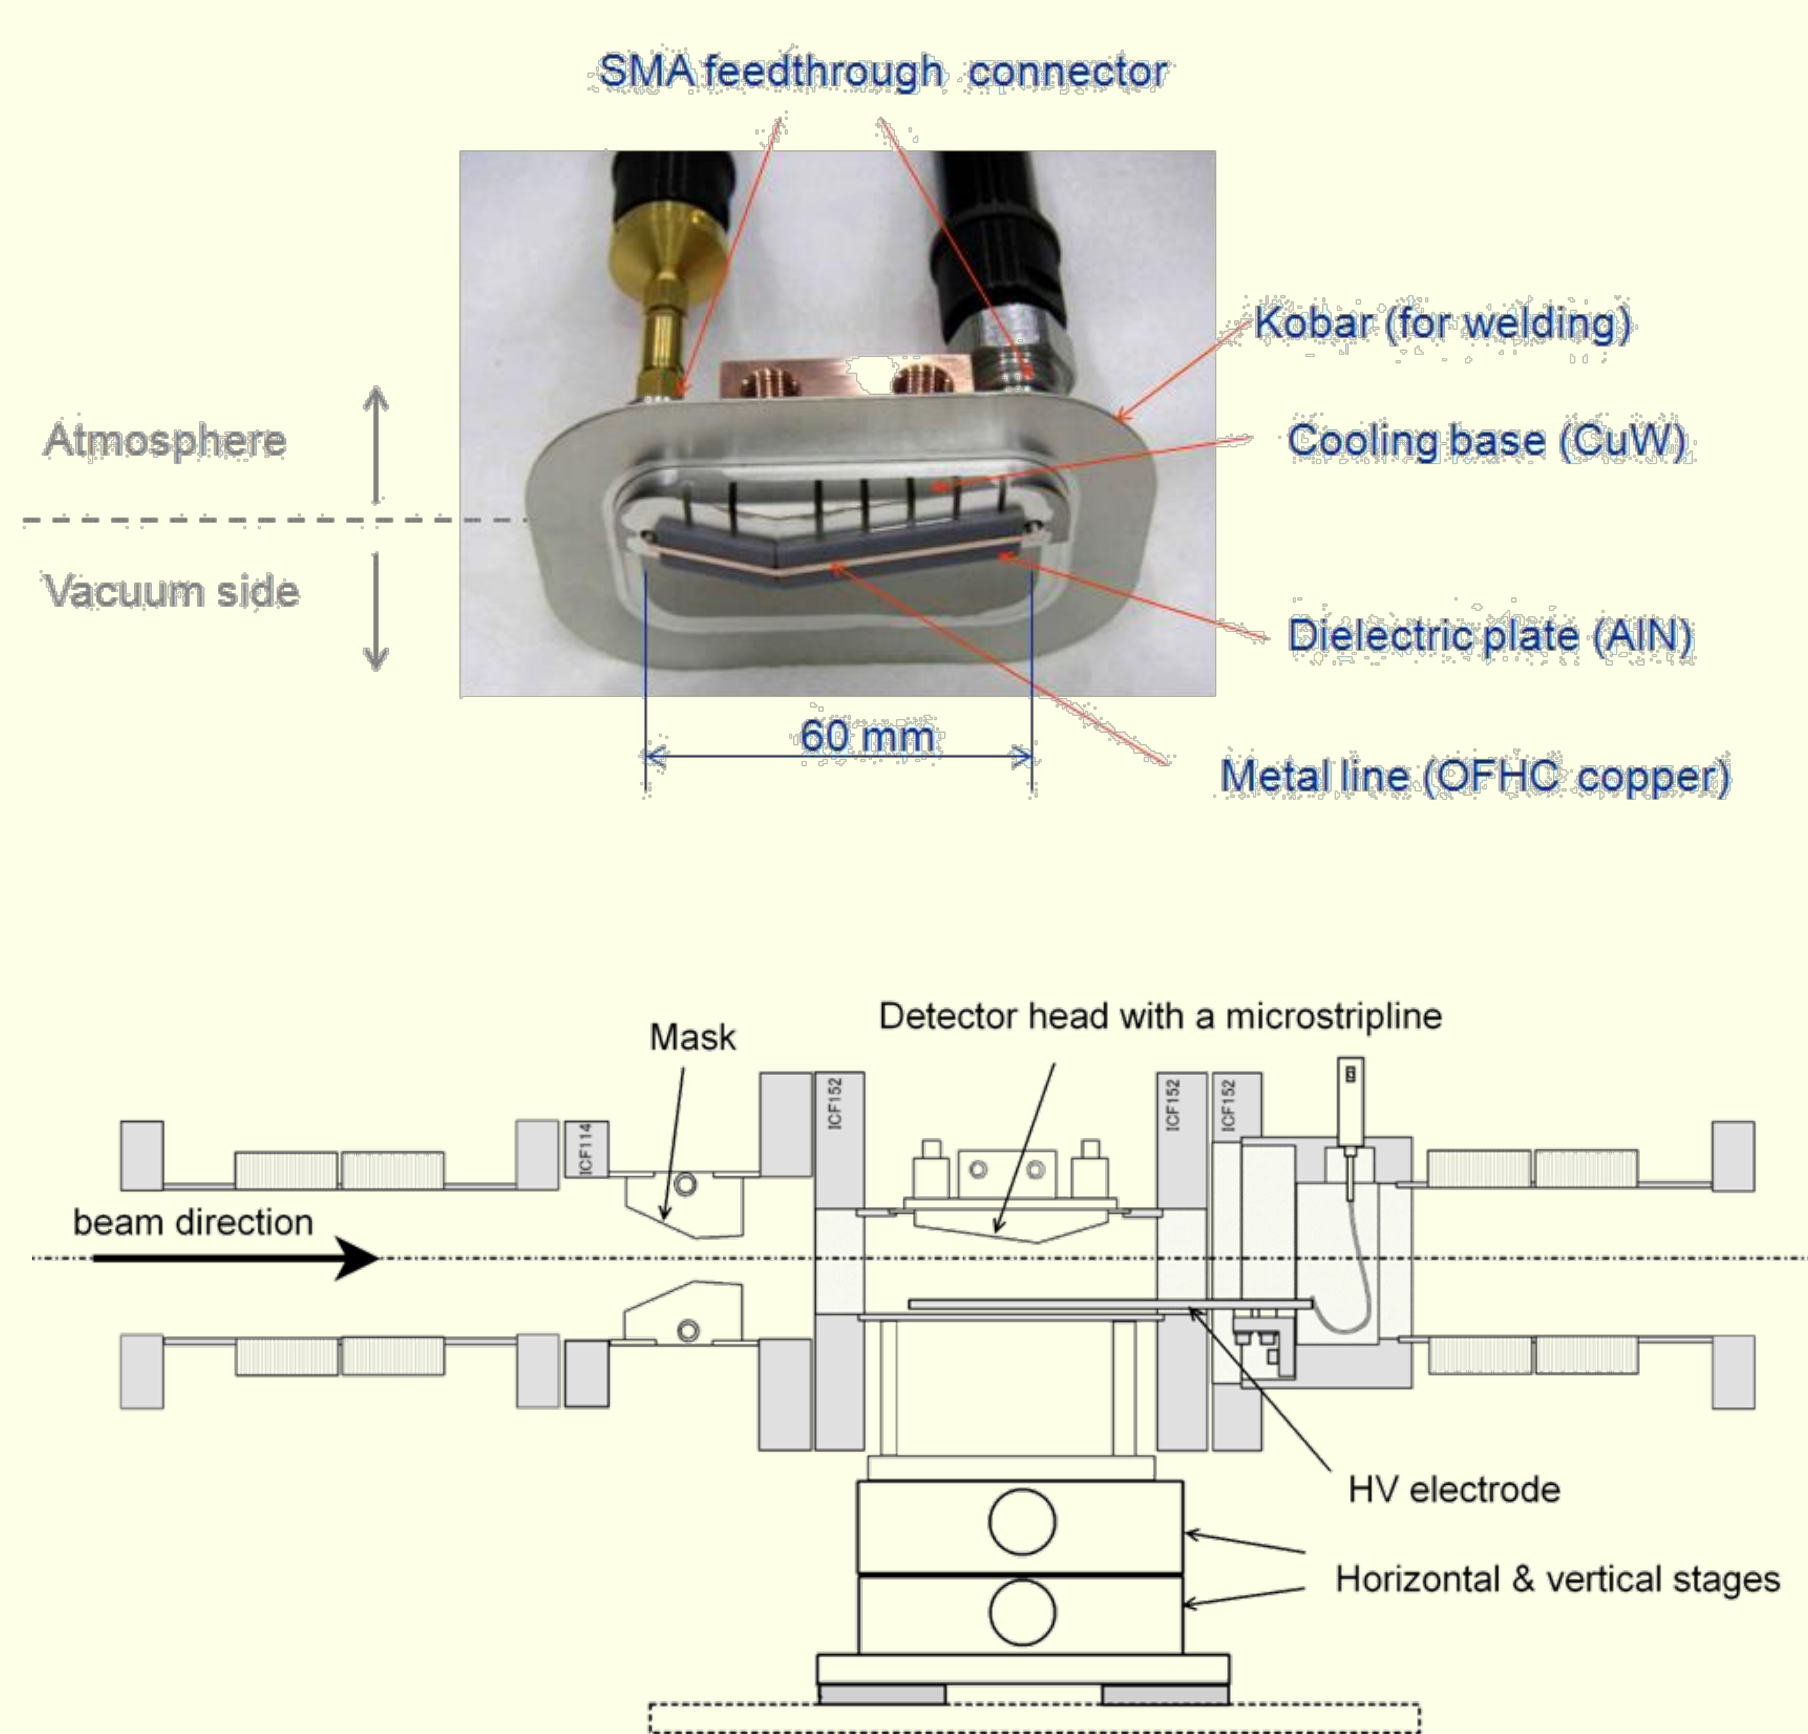 SMA feedthrough connector
Kobar (for welding)
Atmosphere
Cooling base (CuW)
Vacuum side
Dielectric plate (AlN)
60 mm
Metal line (OFHC copper)
Detector head with a microstripline
Mask
ICF152
ICF152
ICF152
ICF114
beam direction
HV electrode
Horizontal & vertical stages